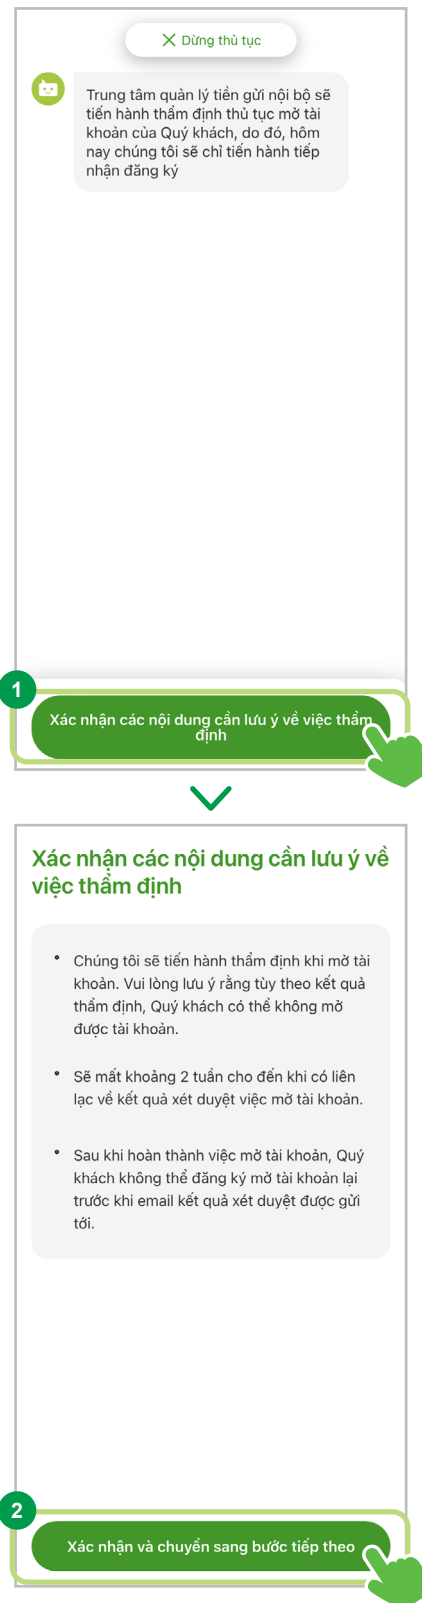 Dừng thủ tục
Trung tâm quản lý tiền gửi nội bộ sẽ
tiến hành thẩm định thủ tục mở tài
khoản của Quý khách, do đó, hôm
nay chúng tôi sẽ chỉ tiến hành tiếp
nhận đăng ký
1
Xác nhận các nội dung cần lưu ý về việc thẩm
định
Xác nhận các nội dung cần lưu ý về
việc thẩm định
• Chúng tôi sẽ tiến hành thẩm định khi mở tài
khoản. Vui lòng lưu ý rằng tùy theo kết quả
thẩm định, Quý khách có thể không mở
được tài khoản.
• Sẽ mất khoảng 2 tuần cho đến khi có liên
lạc về kết quả xét duyệt việc mở tài khoản.
• Sau khi hoàn thành việc mở tài khoản, Quý
khách không thể đăng ký mở tài khoản lại
trước khi email kết quả xét duyệt được gửi
tới.
2
Xác nhận và chuyển sang bước tiếp theo